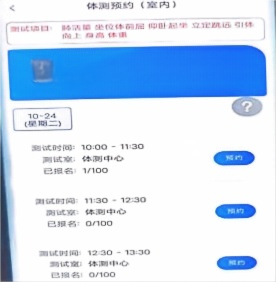 体测预约（室内）
测试项目： 肺活量 坐位体前屈 仰卧起坐 立定跳远 引体
向上 身高 体重
?
10-24
(星期二)
测试时间: 10:00 - 11:30
测试室: 体测中心
已报名: 1/100
预约
测试时间: 11:30 - 12:30
测试室: 体测中心
已报名: 0/100
预约
测试时间: 12:30 - 13:30
测试室: 体测中心
已报名: 0/100
预约